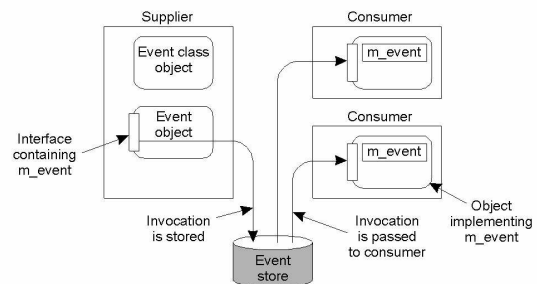 Supplier
Consumer
Event class
object
m_event
Event
object
Interface
containing
m_event
Consumer
m_event
Invocation
is stored
Invocation
is passed
to consumer
Object
implementing
m_event
Event
store